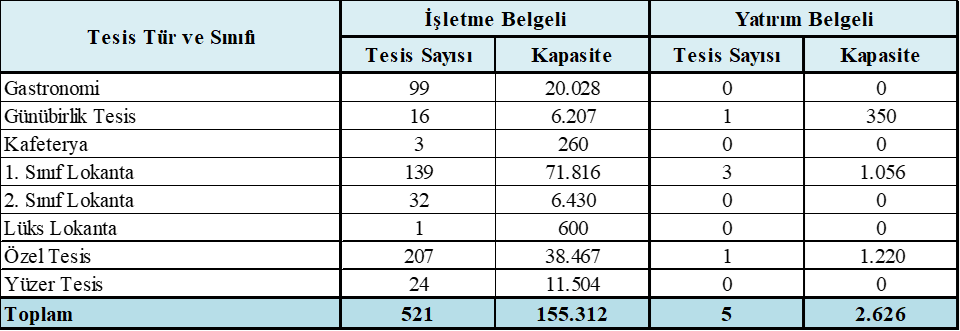 Tesis Tür ve Sınıfı İşletme Belgeli Yatırım Belgeli
Tesis Sayısı Kapasite Tesis Sayısı Kapasite
Gastronomi 99 20.028 0 0
Günübirlik Tesis 16 6.207 1 350
Kafeterya 3 260 0 0
1. Sınıf Lokanta 139 71.816 3 1.056
2. Sınıf Lokanta 32 6.430 0 0
Lüks Lokanta 1 600 0 0
Özel Tesis 207 38.467 1 1.220
Yüzer Tesis 24 11.504 0 0
Toplam 521 155.312 5 2.626